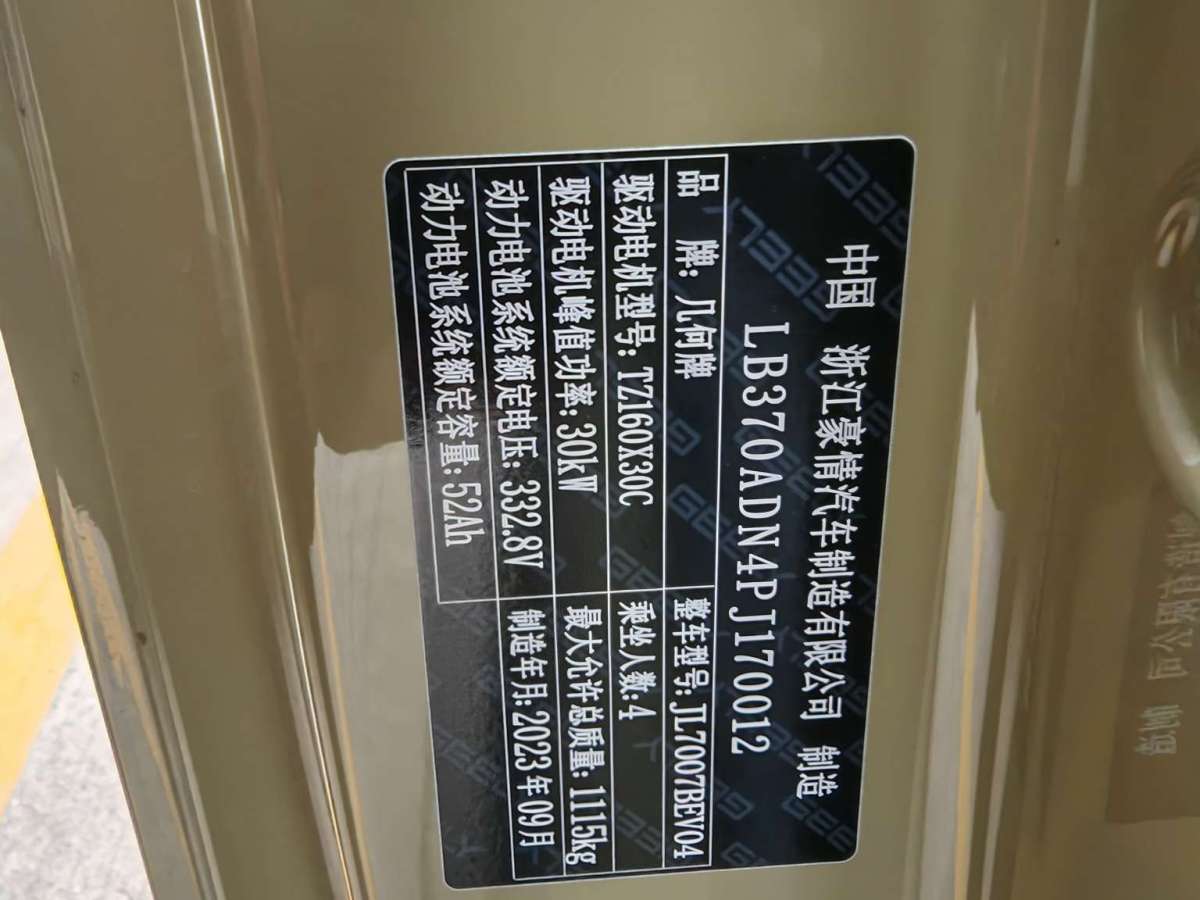 中国 浙江豪情汽车制造有限公司 制造
LB370ADN4PJ170012
品 牌: 几何牌 整车型号: JL7007BEV04
驱动电机型号: TZ160X30C 乘坐人数: 4
驱动电机峰值功率: 30kW 最大允许总质量: 1115kg
动力电池系统额定电压: 332.8V 制造年月: 2023年09月
动力电池系统额定容量: 52Ah